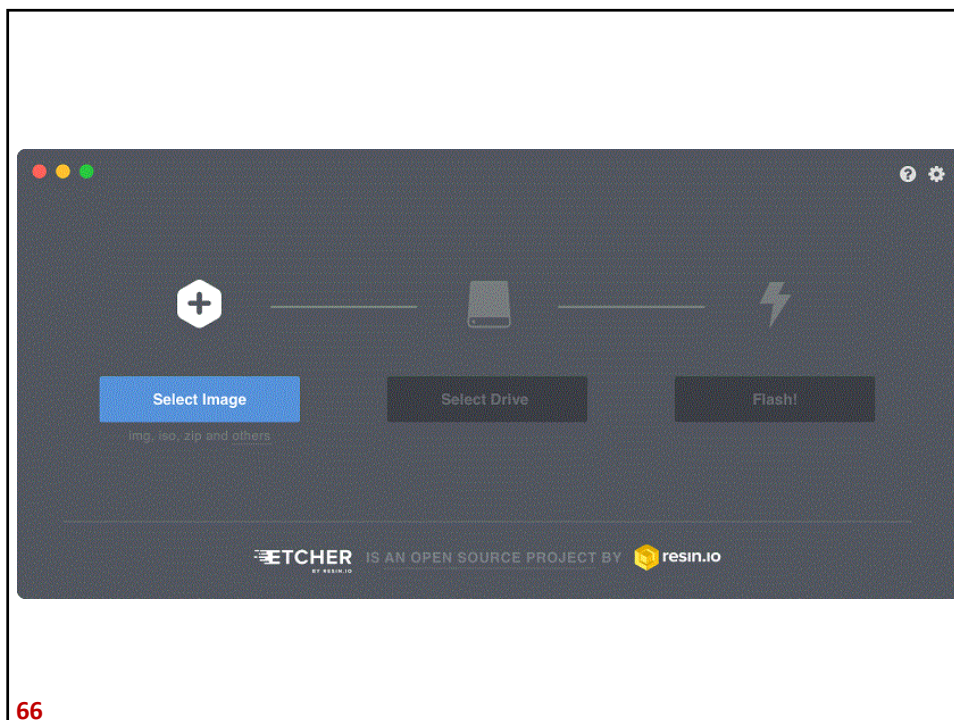 Select Image
Select Drive
Flash!
img, iso, zip and others
ETCHER
BY RESIN.IO
IS AN OPEN SOURCE PROJECT BY
resin.io
66